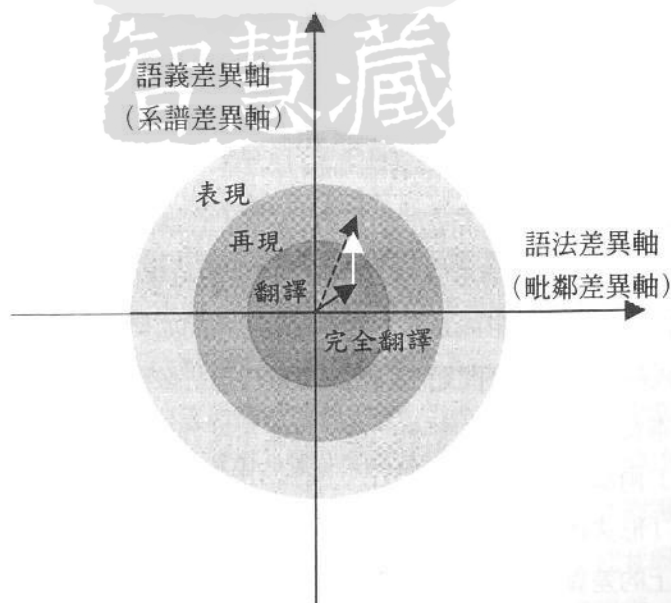 智慧藏
語義差異軸
（系譜差異軸）
表現
再現
翻譯
完全翻譯
語法差異軸
（毗鄰差異軸）